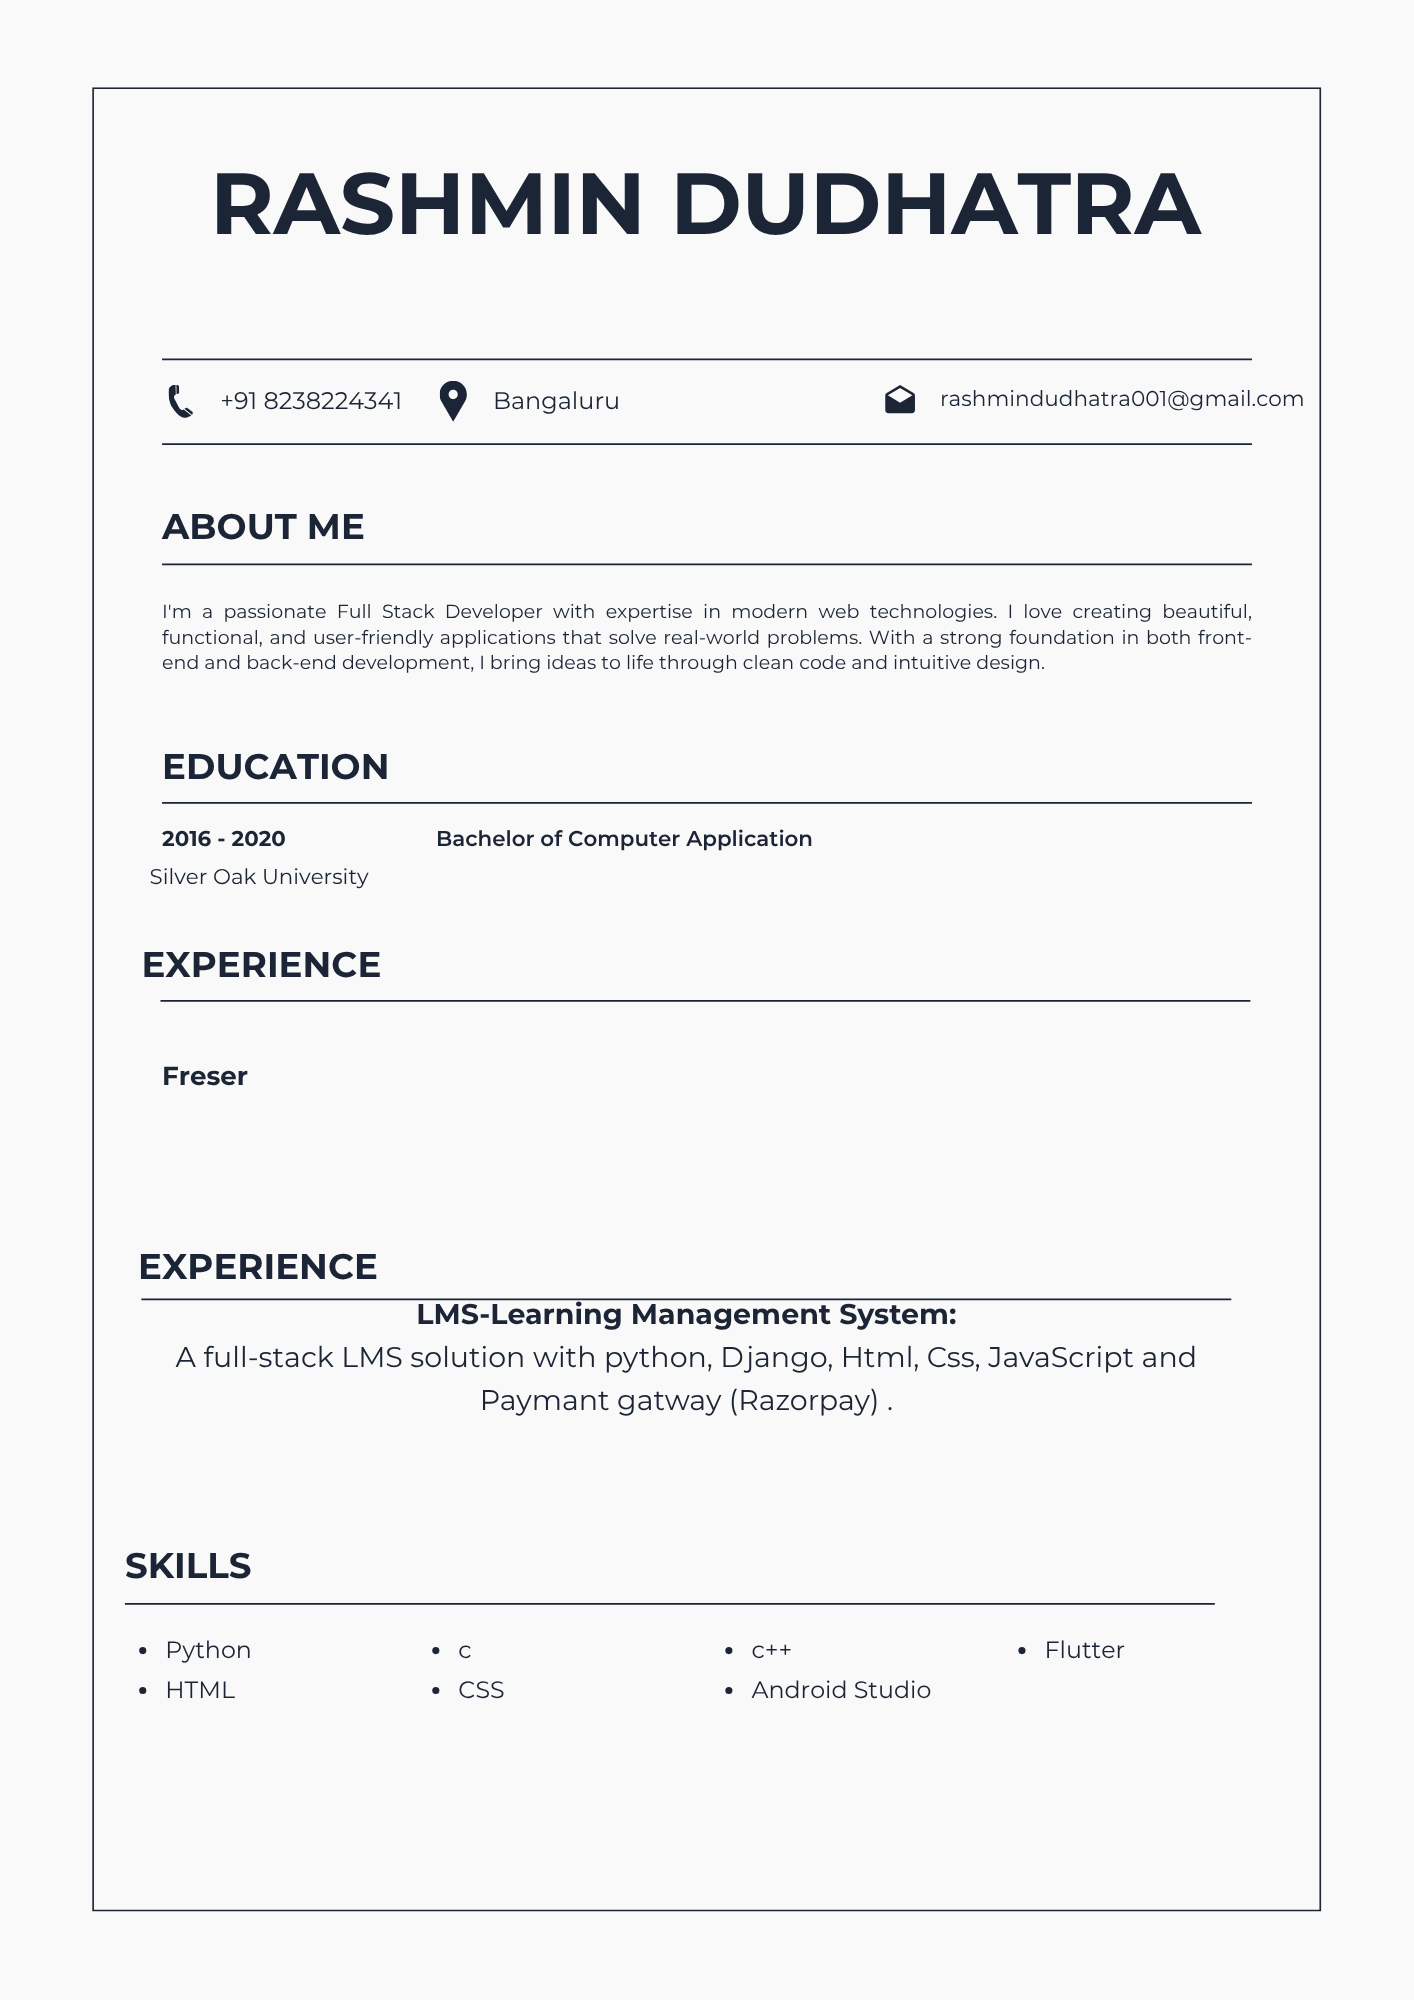 RASHMIN DUDHATRA
+91 8238224341 Bangaluru rashmindudhatra001@gmail.com
ABOUT ME
I'm a passionate Full Stack Developer with expertise in modern web technologies. I love creating beautiful,
functional, and user-friendly applications that solve real-world problems. With a strong foundation in both front-
end and back-end development, I bring ideas to life through clean code and intuitive design.
EDUCATION
2016 - 2020 Bachelor of Computer Application
Silver Oak University
EXPERIENCE
Freser
EXPERIENCE
LMS-Learning Management System:
A full-stack LMS solution with python, Django, Html, Css, JavaScript and
Paymant gatway (Razorpay) .
SKILLS
• Python • c • c++ • Flutter
• HTML • CSS • Android Studio